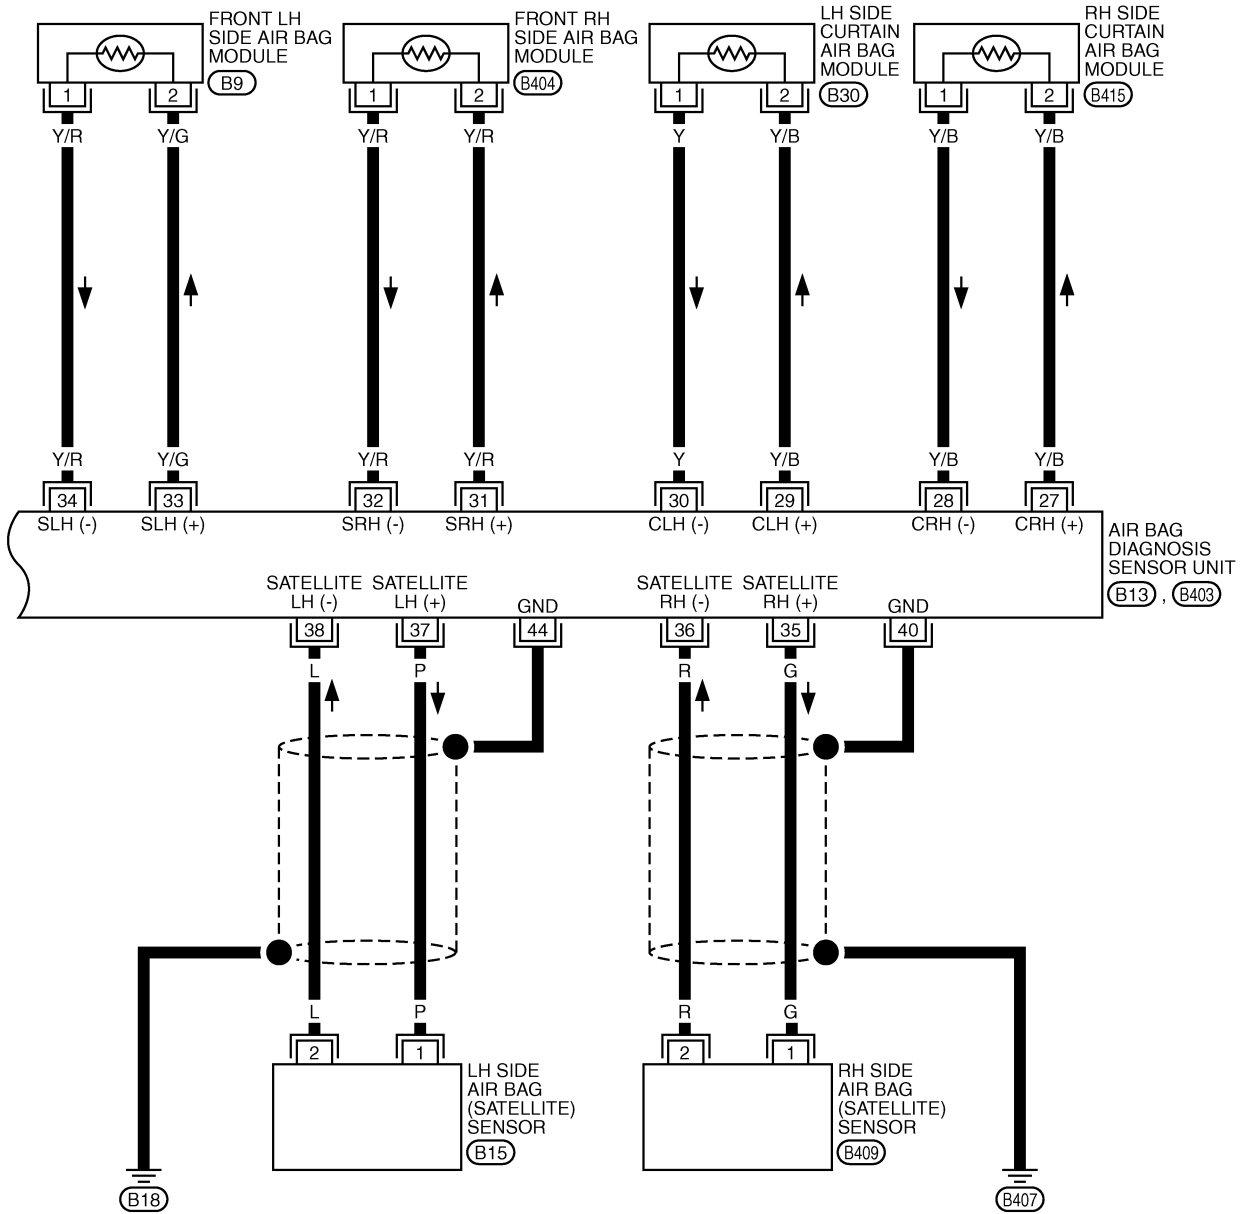 FRONT LH
SIDE AIR BAG
MODULE
B9
FRONT RH
SIDE AIR BAG
MODULE
B404
LH SIDE
CURTAIN
AIR BAG
MODULE
B30
RH SIDE
CURTAIN
AIR BAG
MODULE
B415
1 2 1 2 1 2 1 2
Y/R Y/G Y/R Y/R Y Y/B Y/B Y/B
Y/R Y/G Y/R Y/R Y Y/B Y/B Y/B
34 33 32 31 30 29 28 27
SLH (-) SLH (+) SRH (-) SRH (+) CLH (-) CLH (+) CRH (-) CRH (+)
AIR BAG
DIAGNOSIS
SENSOR UNIT
B13 , B403
SATELLITE
LH (-)
SATELLITE
LH (+)
GND
SATELLITE
RH (-)
SATELLITE
RH (+)
GND
38 37 44 36 35 40
L P R G
L P R G
2 1 2 1
LH SIDE
AIR BAG
(SATELLITE)
SENSOR
B15
RH SIDE
AIR BAG
(SATELLITE)
SENSOR
B409
B18
B407